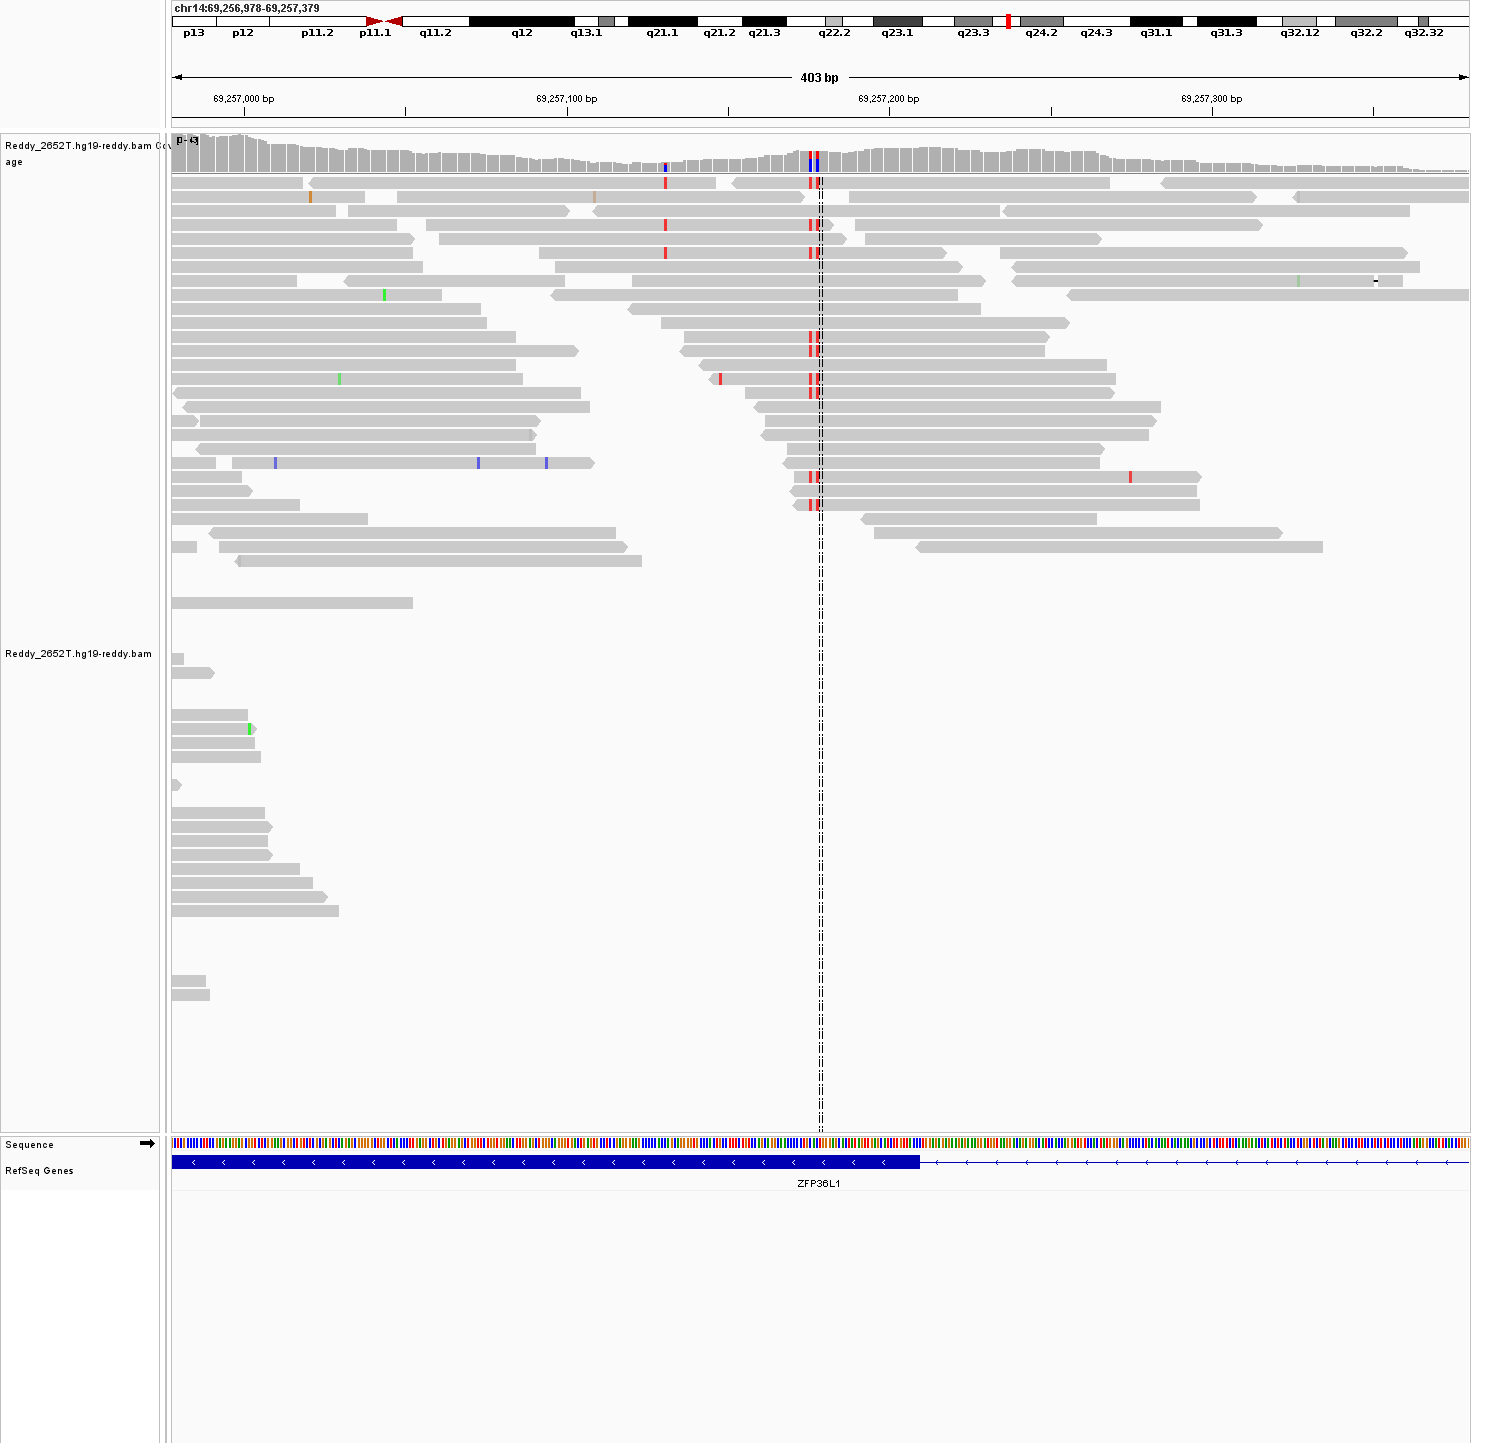 chr14:69,256,978-69,257,379
p13 p12 p11.2 p11.1 q11.2 q12 q13.1 q21.1 q21.2 q21.3 q22.2 q23.1 q23.3 q24.2 q24.3 q31.1 q31.3 q32.12 q32.2 q32.32
403 bp
69,257,000 bp 69,257,100 bp 69,257,200 bp 69,257,300 bp
Reddy_2652T.hg19-reddy.bam
age
Reddy_2652T.hg19-reddy.bam
Sequence
RefSeq Genes
ZFP36L1